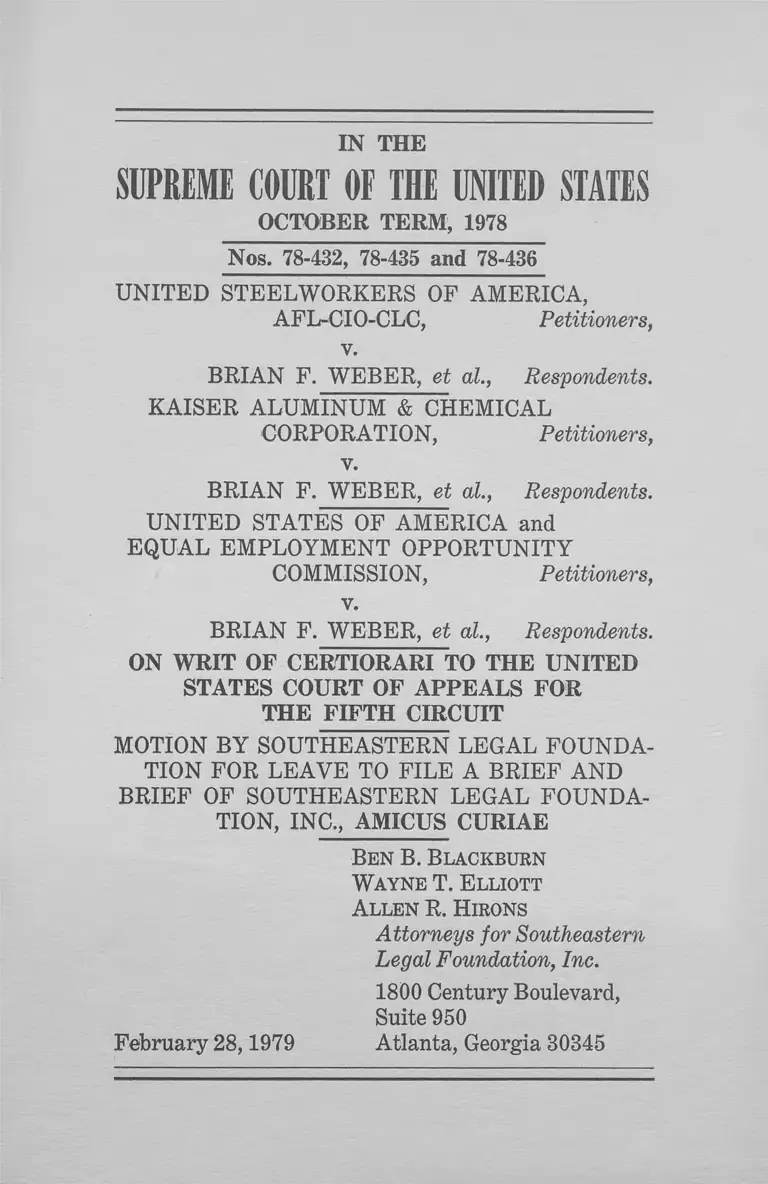 IN THE
SUPREME COURT OF THE UNITED STATES
OCTOBER TERM, 1978
Nos. 78-432, 78-435 and 78-436
UNITED STEELWORKERS OF AMERICA,
AFL-CIO-CLC, Petitioners,
v.
BRIAN F. WEBER, et al., Respondents.
KAISER ALUMINUM & CHEMICAL
CORPORATION, Petitioners,
v.
BRIAN F. WEBER, et al., Respondents.
UNITED STATES OF AMERICA and
EQUAL EMPLOYMENT OPPORTUNITY
COMMISSION, Petitioners,
v.
BRIAN F. WEBER, et al., Respondents.
ON WRIT OF CERTIORARI TO THE UNITED
STATES COURT OF APPEALS FOR
THE FIFTH CIRCUIT
MOTION BY SOUTHEASTERN LEGAL FOUNDA-
TION FOR LEAVE TO FILE A BRIEF AND
BRIEF OF SOUTHEASTERN LEGAL FOUNDA-
TION, INC., AMICUS CURIAE
BEN B. BLACKBURN
WAYNE T. ELLIOTT
ALLEN R. HIRONS
Attorneys for Southeastern
Legal Foundation, Inc.
1800 Century Boulevard,
Suite 950
February 28, 1979 Atlanta, Georgia 30345